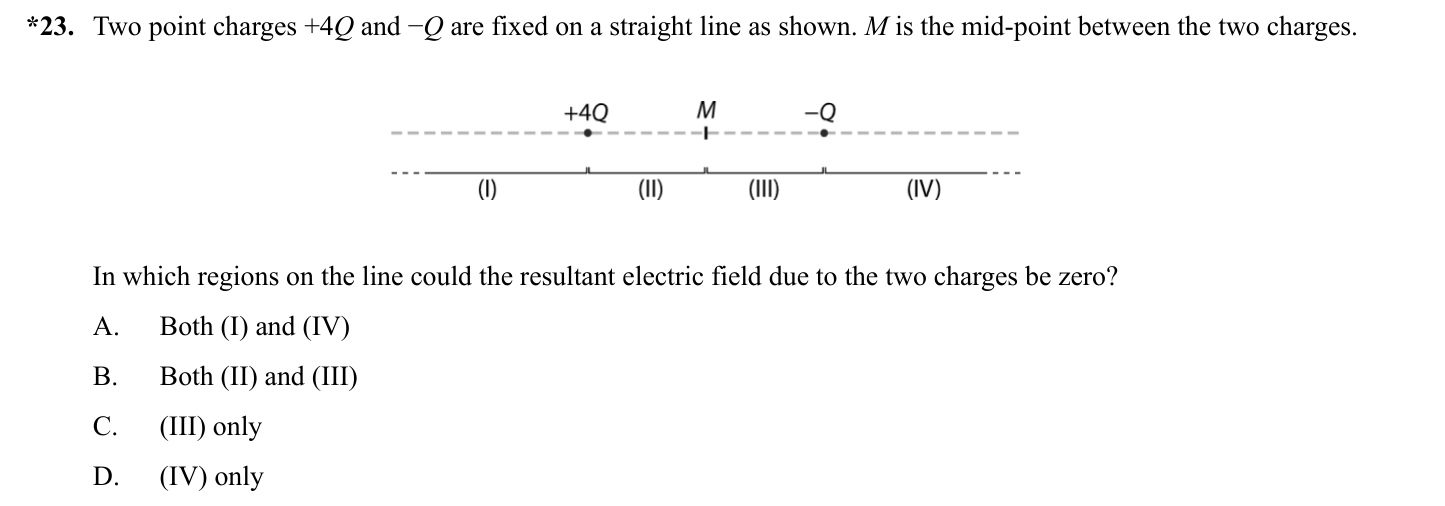 *23. Two point charges +4Q and −Q are fixed on a straight line as shown. M is the mid-point between the two charges.
+4Q M −Q
(I) (II) (III) (IV)
In which regions on the line could the resultant electric field due to the two charges be zero?
A. Both (I) and (IV)
B. Both (II) and (III)
C. (III) only
D. (IV) only